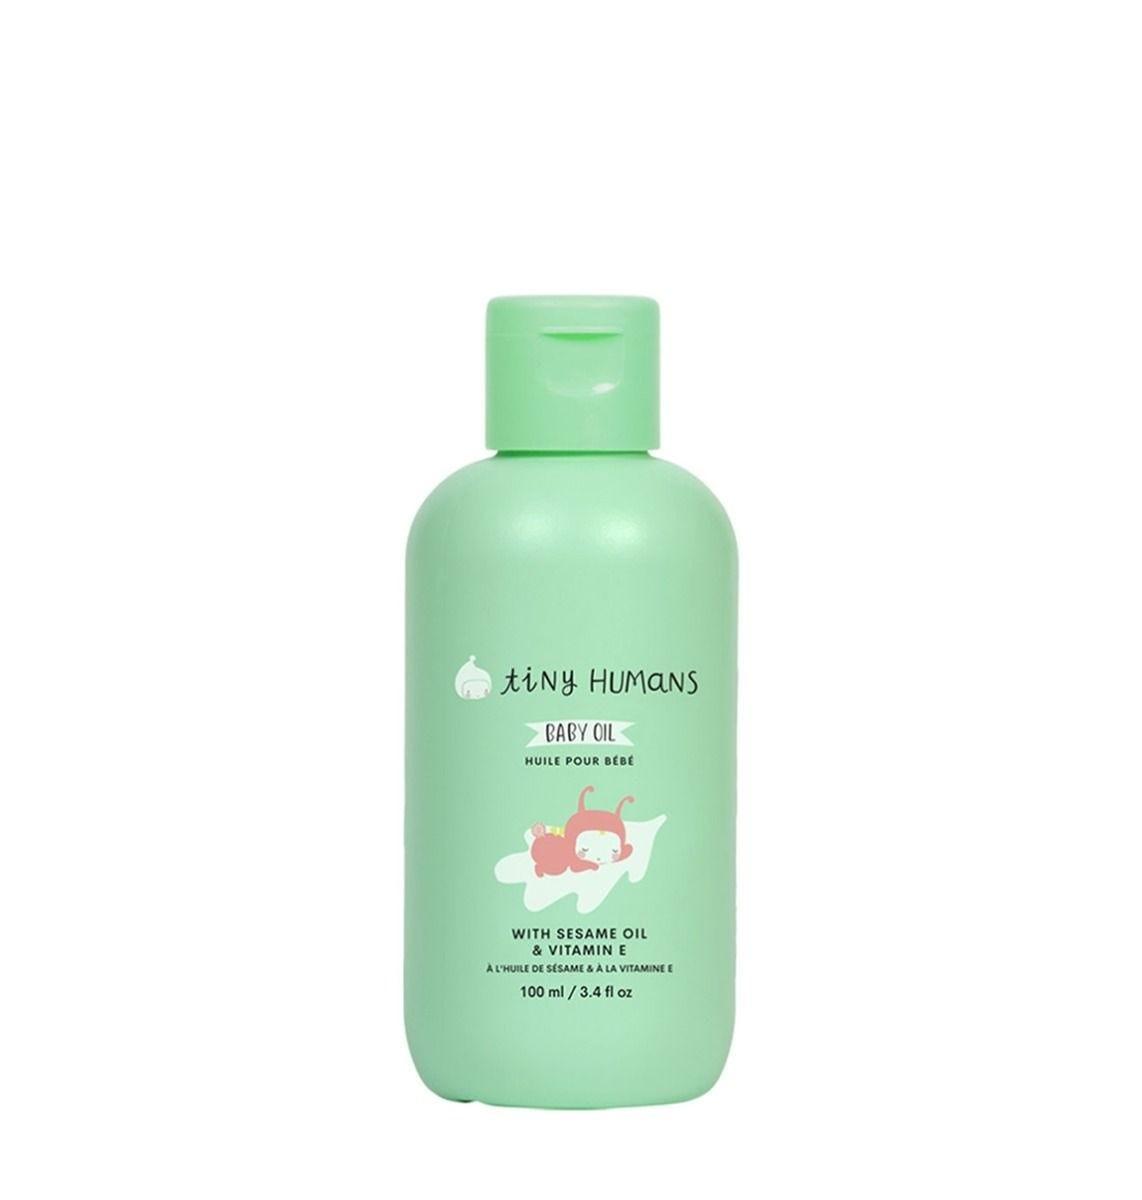 tiny HUMANS
BABY OIL
HUILE POUR BÉBÉ
WITH SESAME OIL
& VITAMIN E
À L'HUILE DE SÉSAME & À LA VITAMINE E
100 ml / 3.4 fl oz